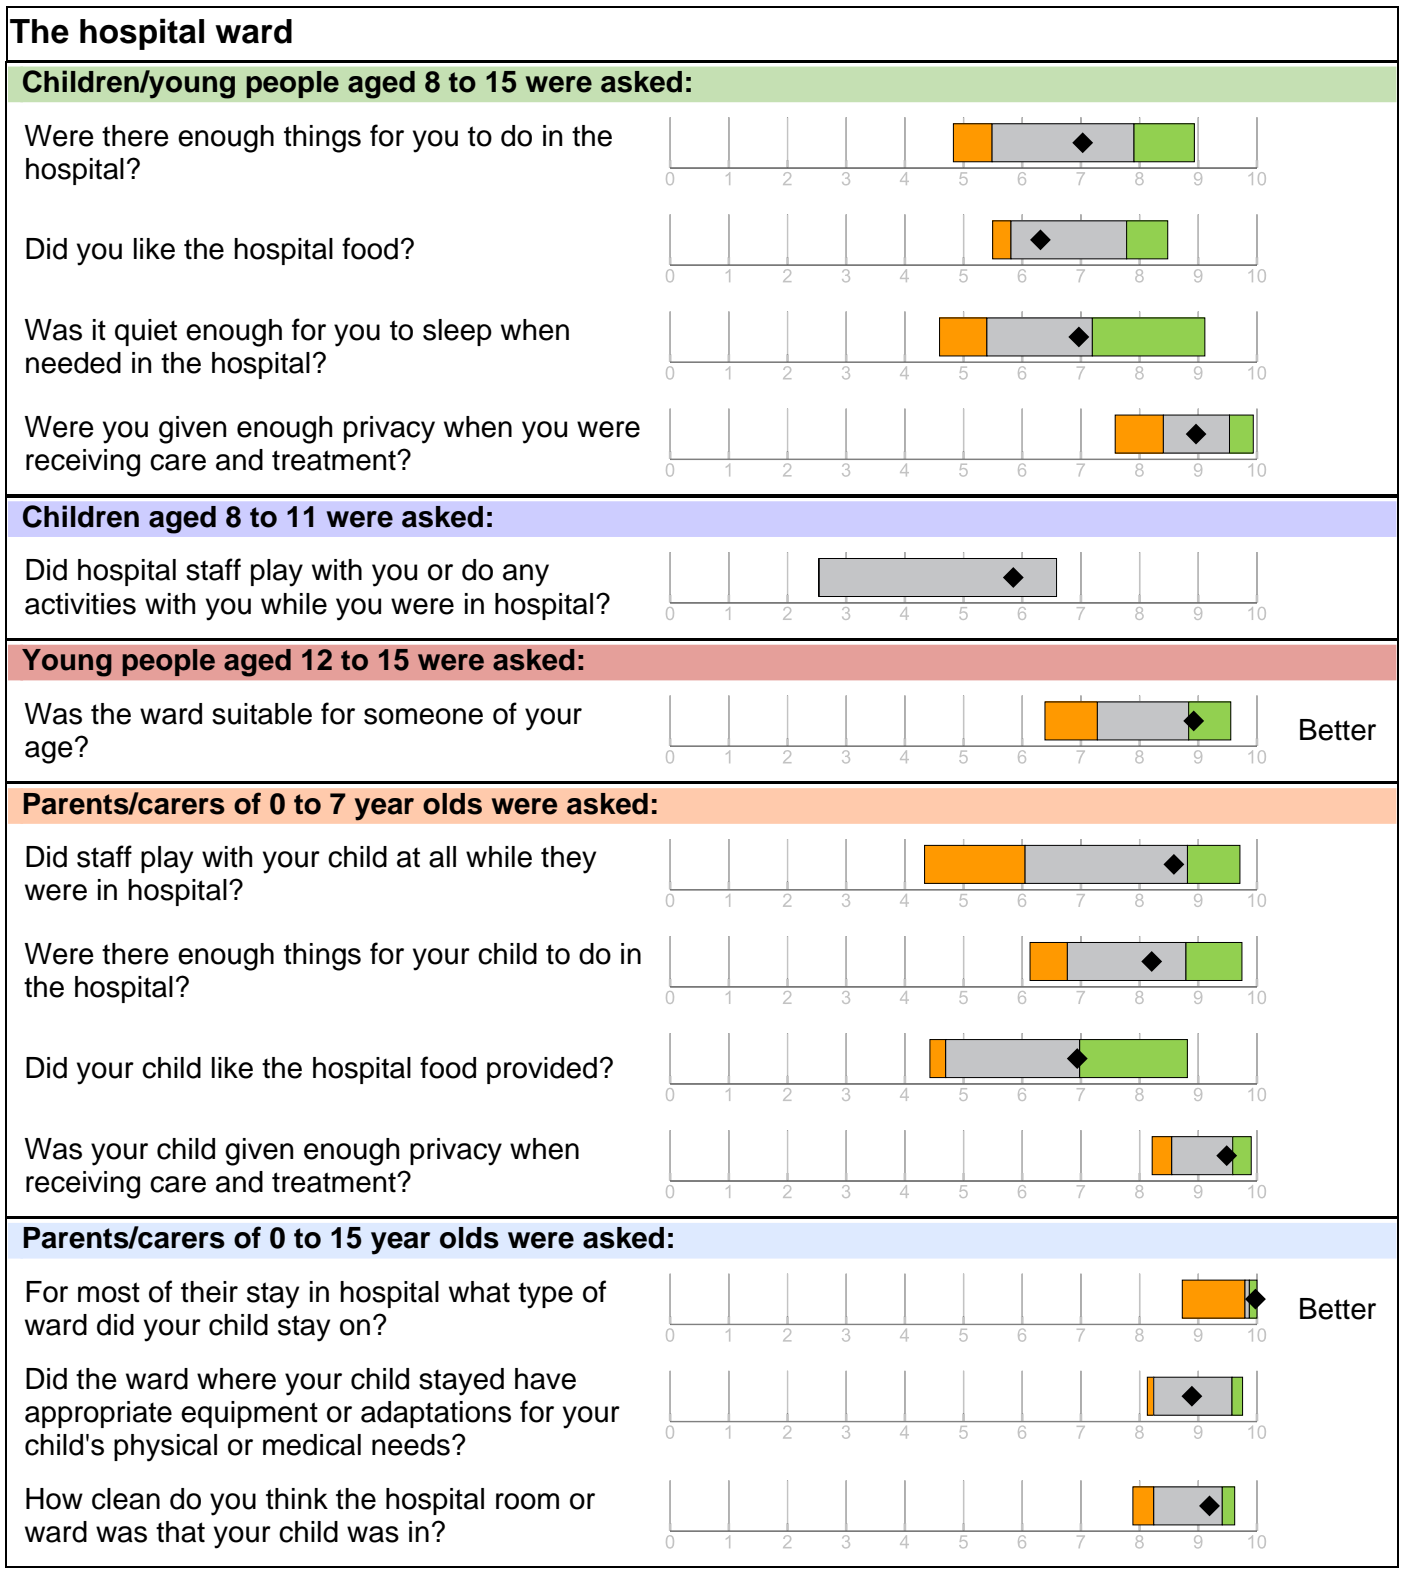 The hospital ward
Children/young people aged 8 to 15 were asked:
Were there enough things for you to do in the
hospital?
0 1 2 3 4 5 6 7 8 9 10
Did you like the hospital food?
0 1 2 3 4 5 6 7 8 9 10
Was it quiet enough for you to sleep when
needed in the hospital?
0 1 2 3 4 5 6 7 8 9 10
Were you given enough privacy when you were
receiving care and treatment?
0 1 2 3 4 5 6 7 8 9 10
Children aged 8 to 11 were asked:
Did hospital staff play with you or do any
activities with you while you were in hospital?
0 1 2 3 4 5 6 7 8 9 10
Young people aged 12 to 15 were asked:
Was the ward suitable for someone of your
age?
Better
0 1 2 3 4 5 6 7 8 9 10
Parents/carers of 0 to 7 year olds were asked:
Did staff play with your child at all while they
were in hospital?
0 1 2 3 4 5 6 7 8 9 10
Were there enough things for your child to do in
the hospital?
0 1 2 3 4 5 6 7 8 9 10
Did your child like the hospital food provided?
0 1 2 3 4 5 6 7 8 9 10
Was your child given enough privacy when
receiving care and treatment?
0 1 2 3 4 5 6 7 8 9 10
Parents/carers of 0 to 15 year olds were asked:
For most of their stay in hospital what type of
ward did your child stay on?
Better
0 1 2 3 4 5 6 7 8 9 10
Did the ward where your child stayed have
appropriate equipment or adaptations for your
child's physical or medical needs?
0 1 2 3 4 5 6 7 8 9 10
How clean do you think the hospital room or
ward was that your child was in?
0 1 2 3 4 5 6 7 8 9 10